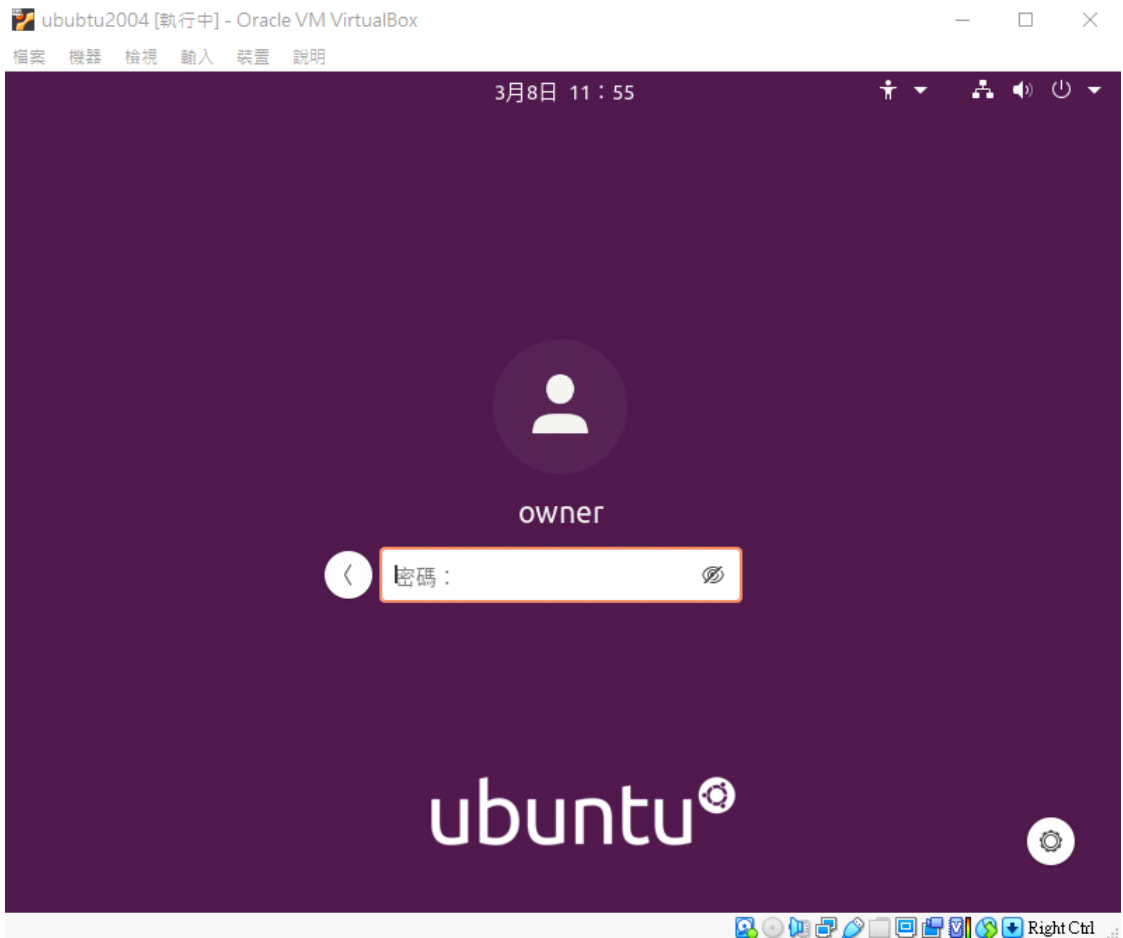 ububtu2004 [執行中] - Oracle VM VirtualBox
檔案 機器 檢視 輸入 裝置 說明
3月8日 11：55
owner
密碼：
ubuntu
Right Ctrl